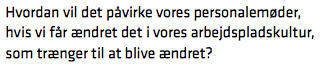 Hvordan vil det påvirke vores personalemøder,
hvis vi får ændret det i vores arbejdspladskultur,
som trænger til at blive ændret?